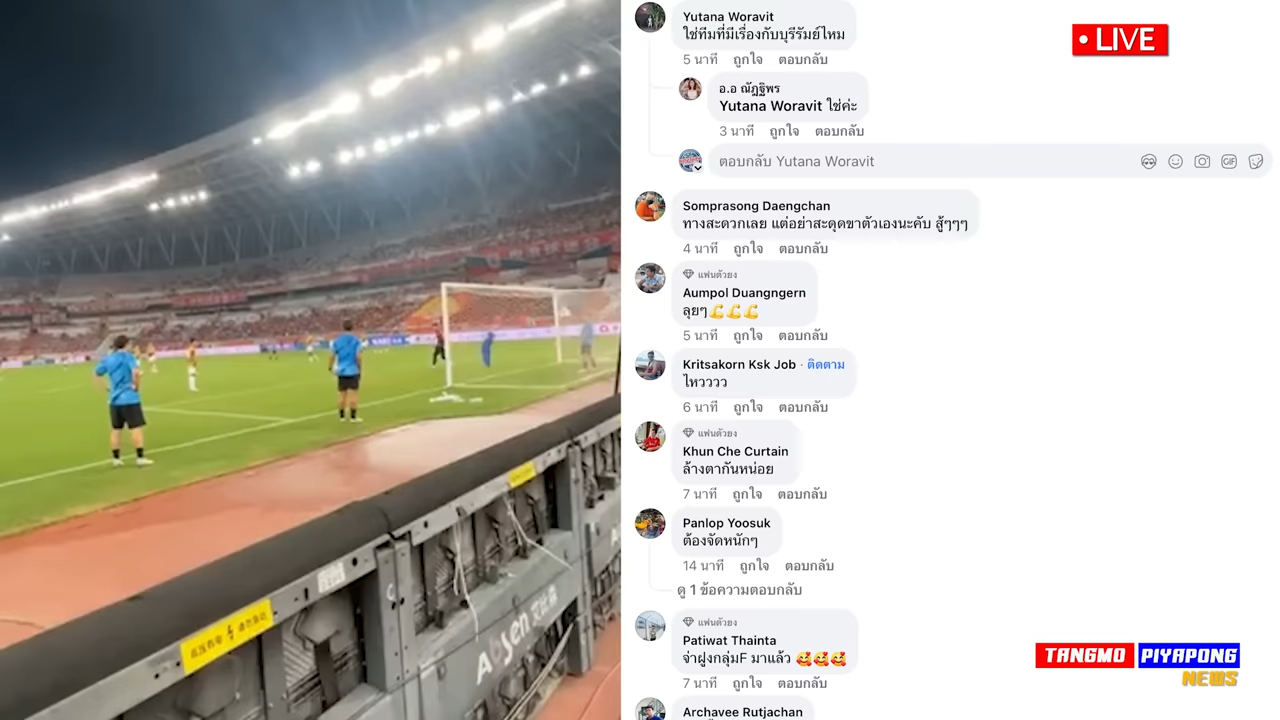 Yutana Woravit
ใช่ทีมที่มีเรื่องกับบุรีรัมย์ไหม
5 นาที ถูกใจ ตอบกลับ
อ.อ ณัฏฐิพร
Yutana Woravit ใช่ค่ะ
3 นาที ถูกใจ ตอบกลับ
ตอบกลับ Yutana Woravit
GIF
Somprasong Daengchan
ทางสะดวกเลย แต่อย่าสะดุดขาตัวเองนะคับ สู้ๆๆๆ
4 นาที ถูกใจ ตอบกลับ
แฟนตัวยง
Aumpol Duangngern
ลุยๆ💪💪💪
5 นาที ถูกใจ ตอบกลับ
Kritsakorn Ksk Job · ติดตาม
ไหวววว
6 นาที ถูกใจ ตอบกลับ
แฟนตัวยง
Khun Che Curtain
ล้างตากันหน่อย
7 นาที ถูกใจ ตอบกลับ
Panlop Yoosuk
ต้องจัดหนักๆ
14 นาที ถูกใจ ตอบกลับ
ดู 1 ข้อความตอบกลับ
แฟนตัวยง
Patiwat Thainta
จ่าฝูงกลุ่มF มาแล้ว 🥰🥰🥰
7 นาที ถูกใจ ตอบกลับ
Archavee Rutjachan
• LIVE
TANGMO PIYAPONG
NEWS